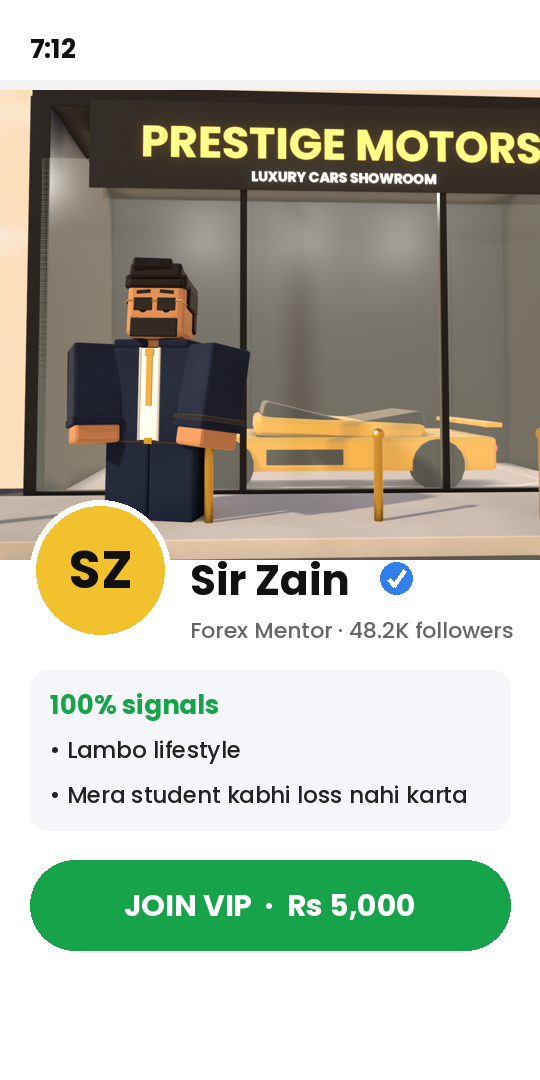 7:12
PRESTIGE MOTORS
LUXURY CARS SHOWROOM
SZ
Sir Zain
Forex Mentor · 48.2K followers
100% signals
• Lambo lifestyle
• Mera student kabhi loss nahi karta
JOIN VIP · Rs 5,000